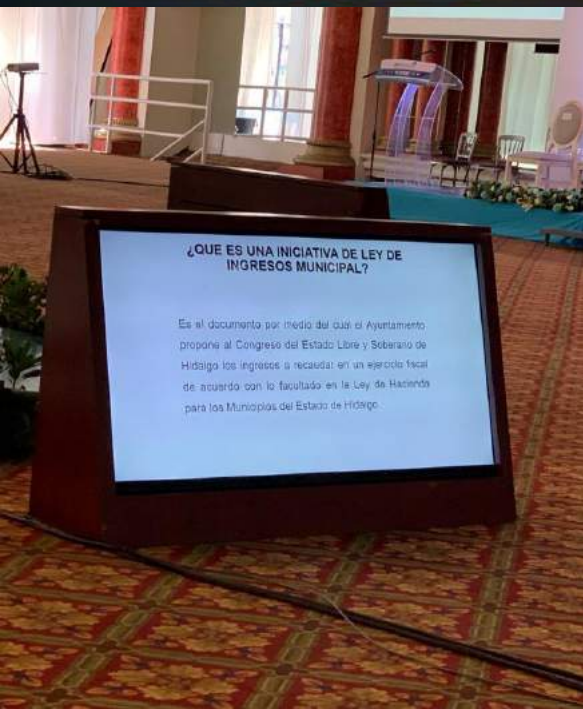 ¿QUE ES UNA INICIATIVA DE LEY DE
INGRESOS MUNICIPAL?
Es el documento por medio del cual el Ayuntamiento
propone al Congreso del Estado Libre y Soberano de
Hidalgo los ingresos a recaudar en un ejercicio fiscal
de acuerdo con lo facultado en la Ley de Hacienda
para los Municipios del Estado de Hidalgo.